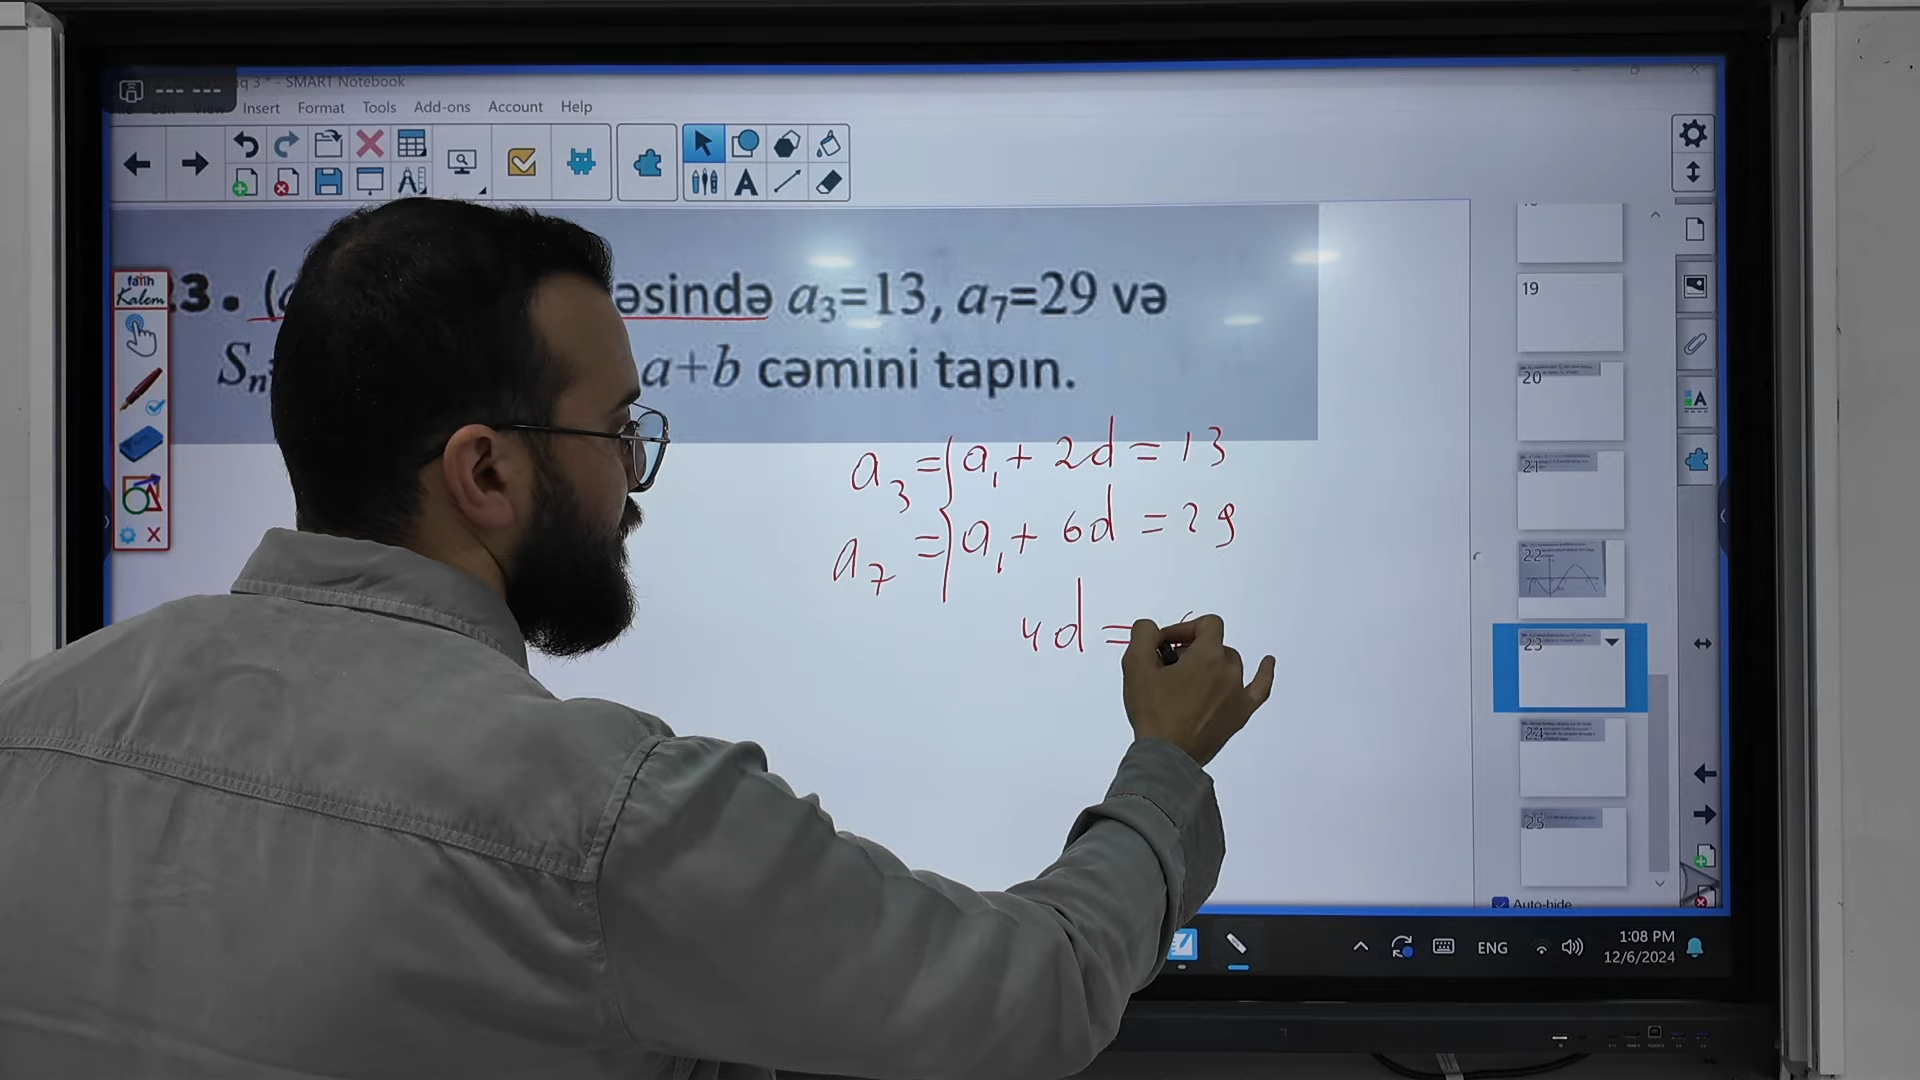 SMART Notebook
Insert Format Tools Add-ons Account Help
fatih
Kalem
əsində a₃=13, a₇=29 və
Sₙ a+b cəmini tapın.
a₃ = a₁ + 2d = 13
a₇ = a₁ + 6d = 29
4d =
19
20
21
22
23
24
25
Auto-hide
ENG
1:08 PM
12/6/2024